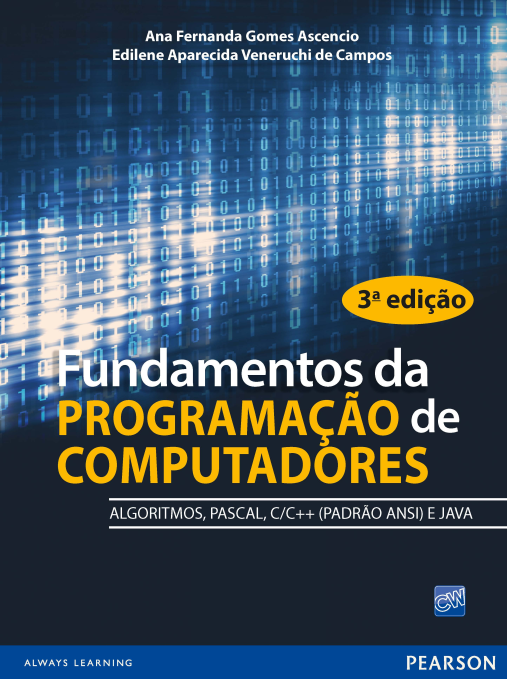 Ana Fernanda Gomes Ascencio
Edilene Aparecida Veneruchi de Campos
3ª edição
Fundamentos da
PROGRAMAÇÃO de
COMPUTADORES
ALGORITMOS, PASCAL, C/C++ (PADRÃO ANSI) E JAVA
CW
ALWAYS LEARNING
PEARSON